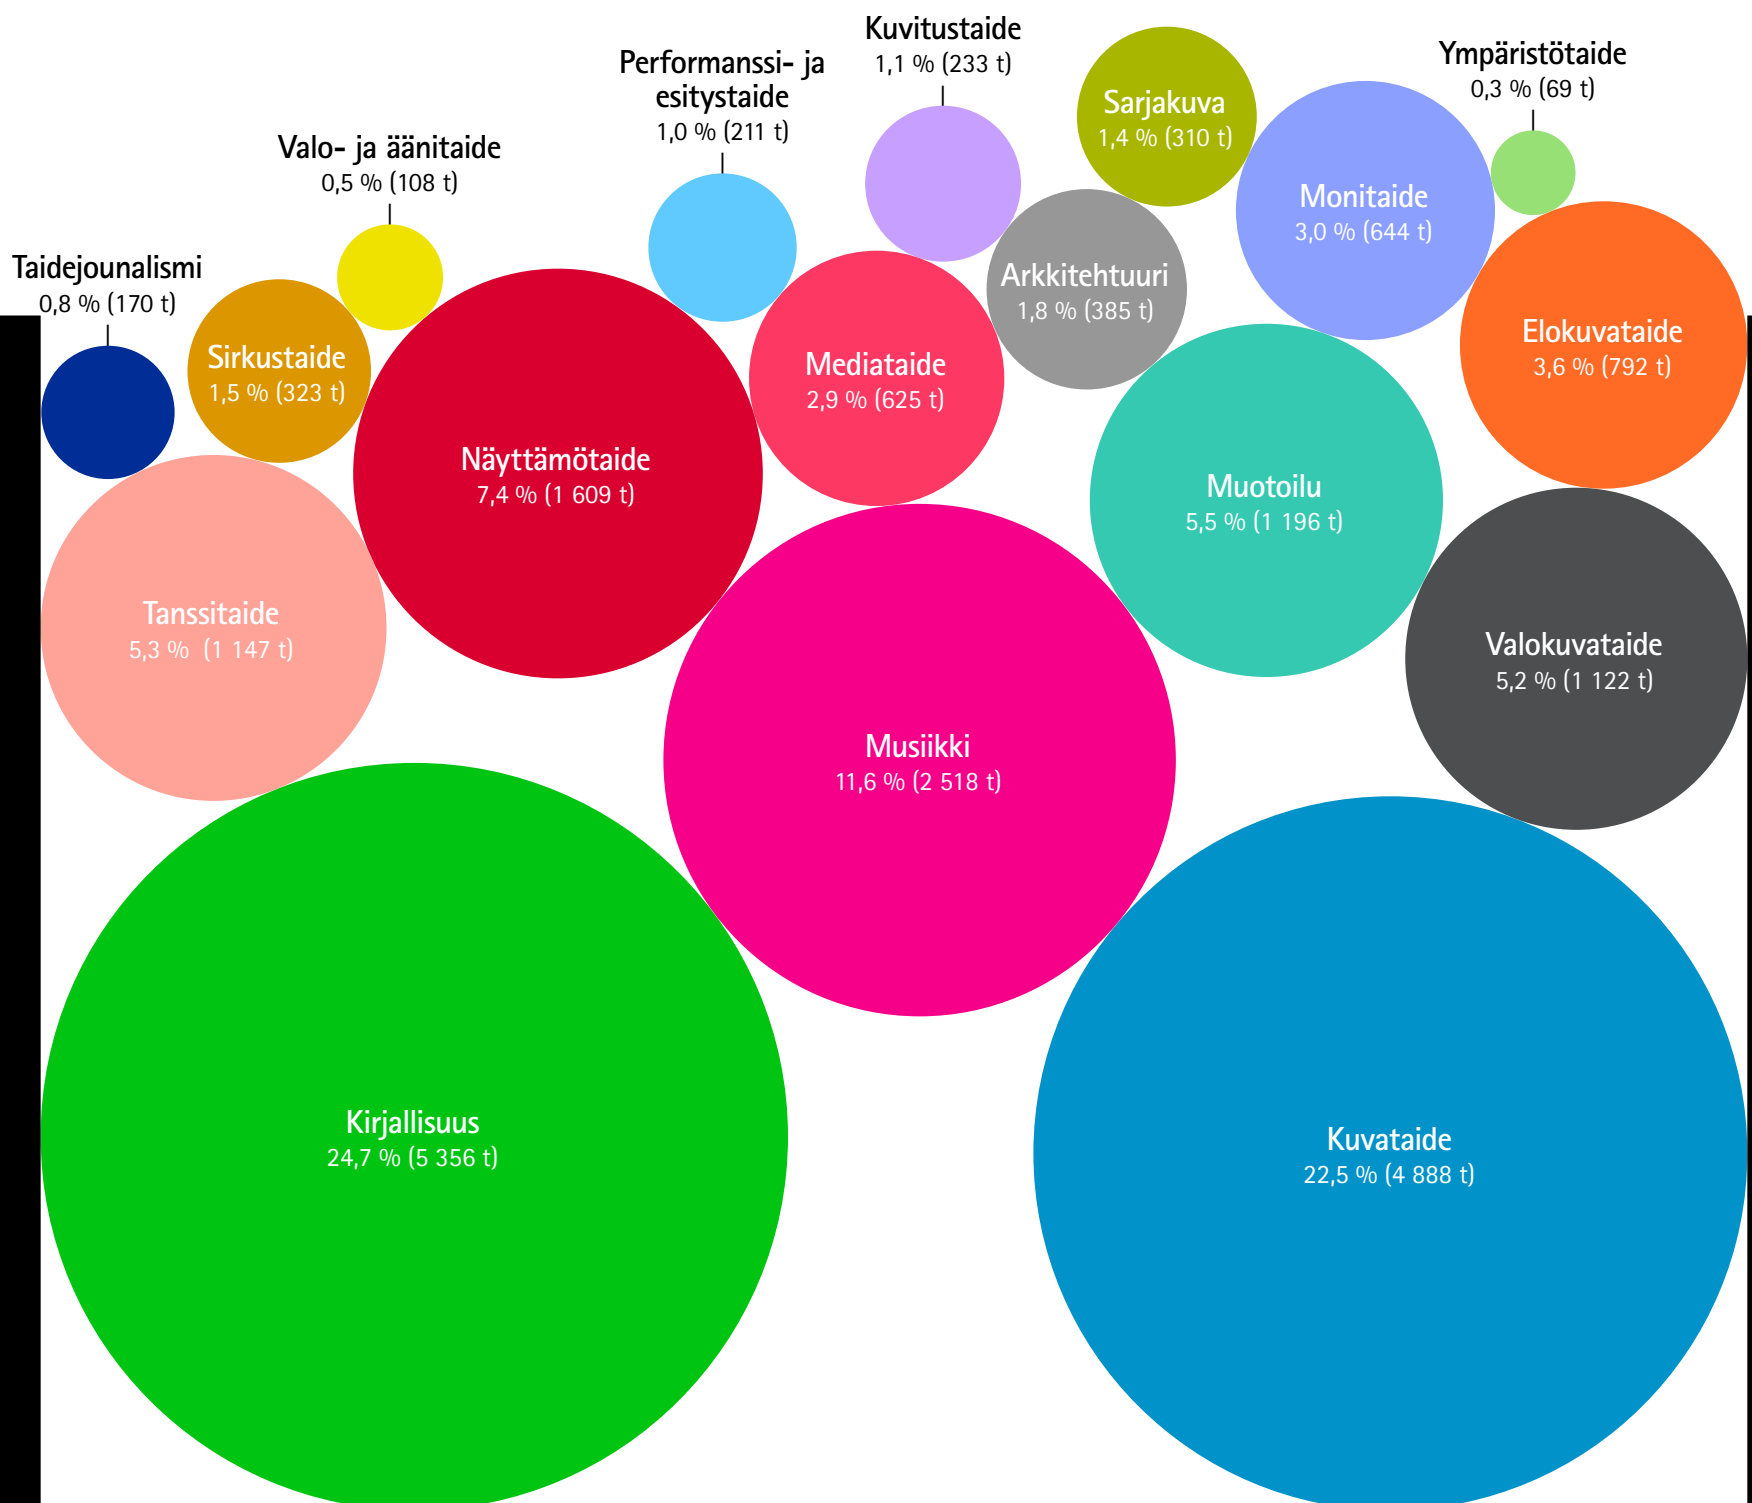 Kuvitustaide
1,1 % (233 t)
Ympäristötaide
0,3 % (69 t)
Performanssi- ja
esitystaide
1,0 % (211 t)
Sarjakuva
1,4 % (310 t)
Valo- ja äänitaide
0,5 % (108 t)
Monitaide
3,0 % (644 t)
Taidejounalismi
0,8 % (170 t)
Arkkitehtuuri
1,8 % (385 t)
Elokuvataide
3,6 % (792 t)
Sirkustaide
1,5 % (323 t)
Mediataide
2,9 % (625 t)
Näyttämötaide
7,4 % (1 609 t)
Muotoilu
5,5 % (1 196 t)
Tanssitaide
5,3 %  (1 147 t)
Valokuvataide
5,2 % (1 122 t)
Musiikki
11,6 % (2 518 t)
Kirjallisuus
24,7 % (5 356 t)
Kuvataide
22,5 % (4 888 t)